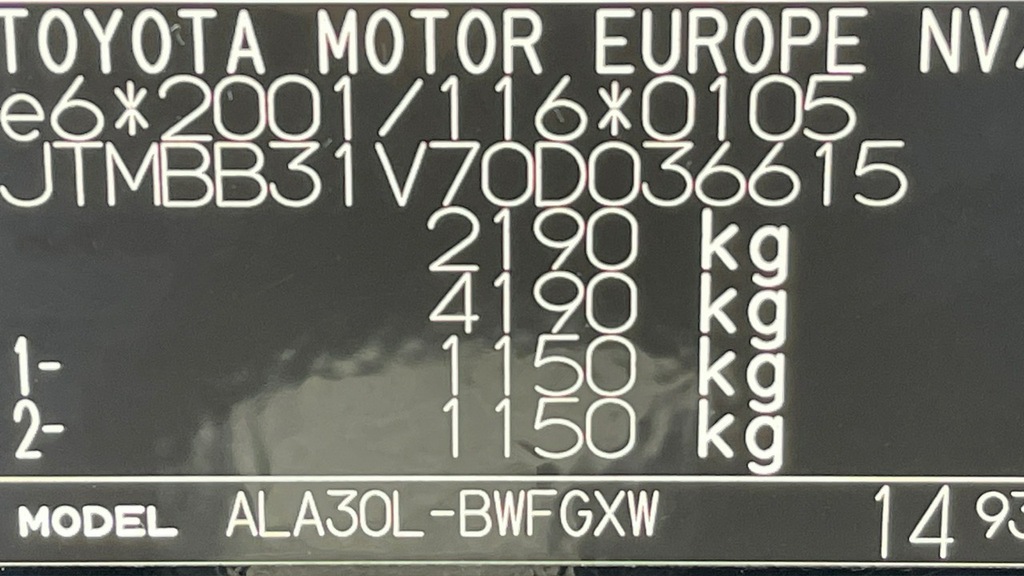 TOYOTA MOTOR EUROPE NV/
e6*2001/116*0105
JTMBB31V70D036615
2190 kg
4190 kg
1- 1150 kg
2- 1150 kg
MODEL ALA30L-BWFGXW 14 93